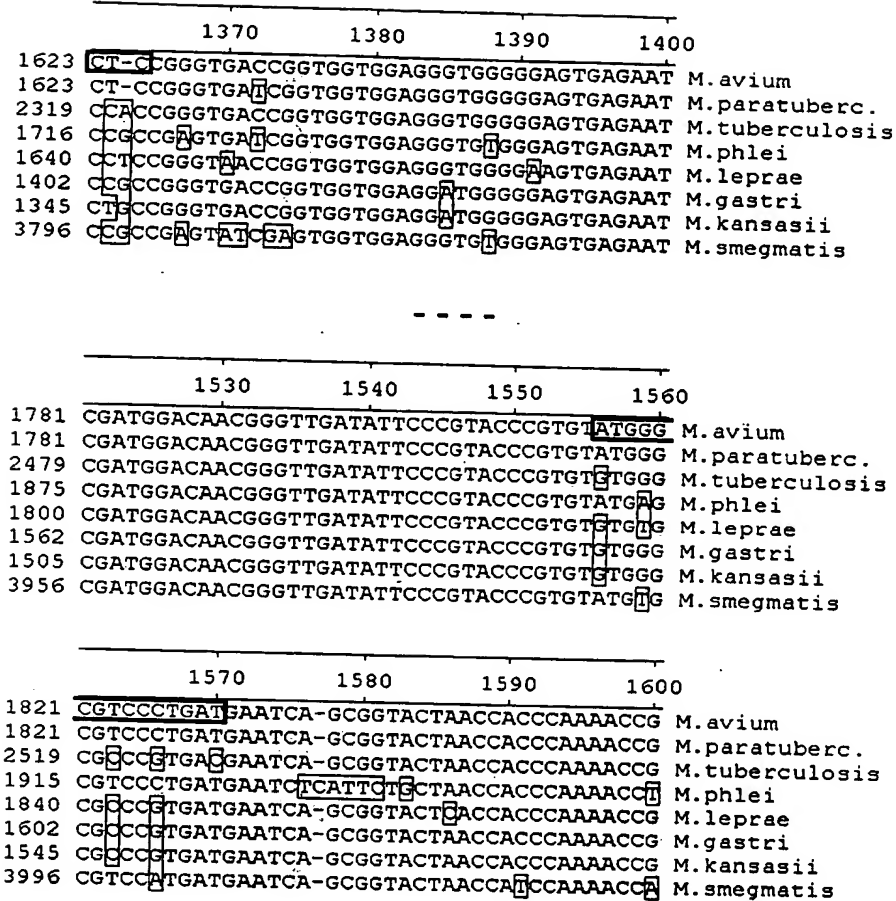 1370 1380 1390 1400
1623 CT-CCGGGTGACCGGTGGTGGAGGGTGGGGGAGTGAGAAT M.avium
1623 CT-CCGGGTGATCGGTGGTGGAGGGTGGGGGAGTGAGAAT M.paratuberc.
2319 CCACCGGGTGACCGGTGGTGGAGGGTGGGGGAGTGAGAAT M.tuberculosis
1716 CCGCCGAGTGATCGGTGGTGGAGGGTGTGGGAGTGAGAAT M.phlei
1640 CCTCCGGGTAACCGGTGGTGGAGGGTGGGGAAGTGAGAAT M.leprae
1402 CCGCCGGGTGACCGGTGGTGGAGGATGGGGGAGTGAGAAT M.gastri
1345 CTGCCGGGTGACCGGTGGTGGAGGATGGGGGAGTGAGAAT M.kansasii
3796 CCGCCGAGTATCGAGTGGTGGAGGGTGTGGGAGTGAGAAT M.smegmatis
- - - -
1530 1540 1550 1560
1781 CGATGGACAACGGGTTGATATTCCCGTACCCGTGTATGGG M.avium
1781 CGATGGACAACGGGTTGATATTCCCGTACCCGTGTATGGG M.paratuberc.
2479 CGATGGACAACGGGTTGATATTCCCGTACCCGTGTGTGGG M.tuberculosis
1875 CGATGGACAACGGGTTGATATTCCCGTACCCGTGTATGAG M.phlei
1800 CGATGGACAACGGGTTGATATTCCCGTACCCGTGTGTGTG M.leprae
1562 CGATGGACAACGGGTTGATATTCCCGTACCCGTGTGTGGG M.gastri
1505 CGATGGACAACGGGTTGATATTCCCGTACCCGTGTGTGGG M.kansasii
3956 CGATGGACAACGGGTTGATATTCCCGTACCCGTGTATGTG M.smegmatis
1570 1580 1590 1600
1821 CGTCCCTGATGAATCA-GCGGTACTAACCACCCAAAACCG M.avium
1821 CGTCCCTGATGAATCA-GCGGTACTAACCACCCAAAACCG M.paratuberc.
2519 CGCCCGTGACGAATCA-GCGGTACTAACCACCCAAAACCG M.tuberculosis
1915 CGTCCCTGATGAATCTCATTCTGCTAACCACCCAAAACCT M.phlei
1840 CGCCCGTGATGAATCA-GCGGTACTCACCACCCAAAACCG M.leprae
1602 CGCCCGTGATGAATCA-GCGGTACTAACCACCCAAAACCG M.gastri
1545 CGCCCGTGATGAATCA-GCGGTACTAACCACCCAAAACCG M.kansasii
3996 CGTCCATGATGAATCA-GCGGTACTAACCATCCAAAACCA M.smegmatis